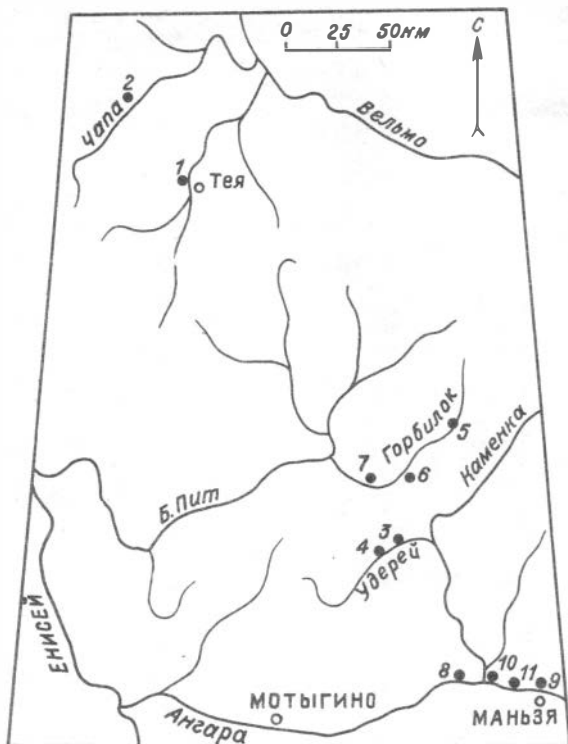 0 25 50км
С
2
Чапа
Вельмо
1
Тея
Горбилок
5
Каменка
7
6
Б. Пит
3
4
Удерей
ЕНИСЕЙ
8
10
11
9
МОТЫГИНО
МАНЬЗЯ
Ангара